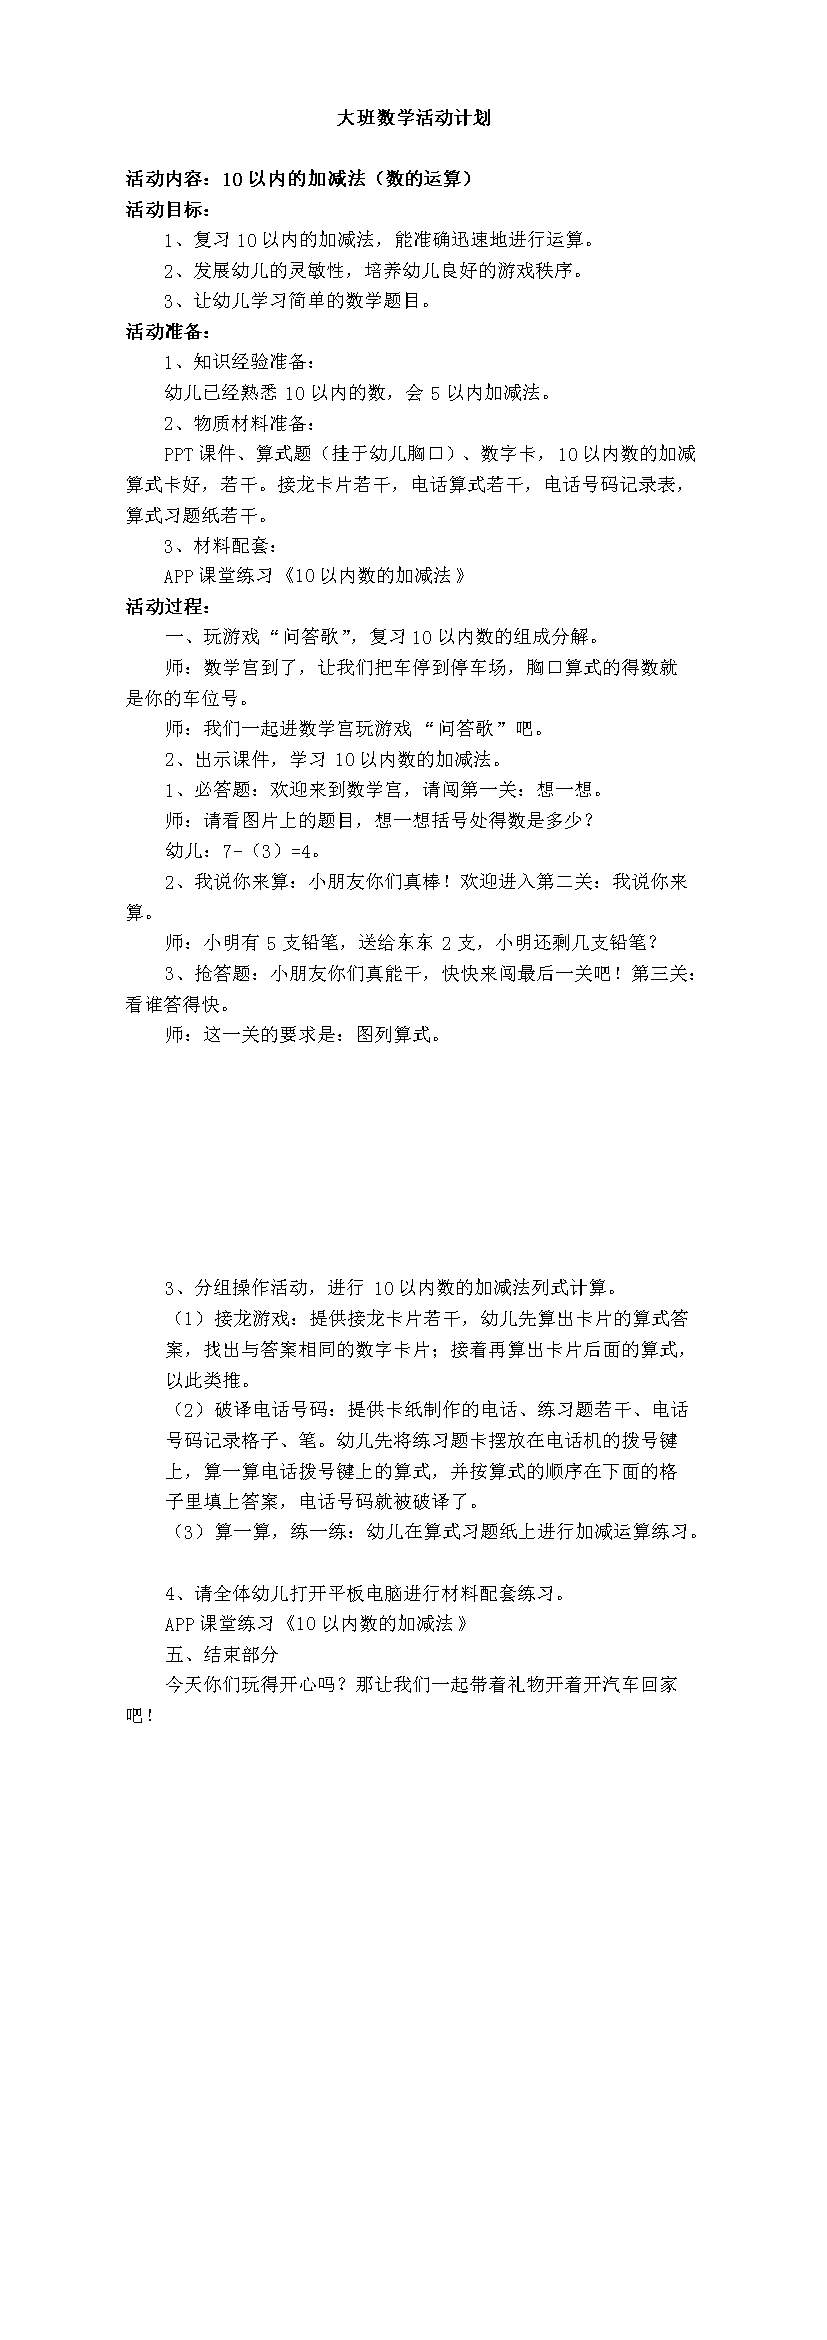 大班数学活动计划
活动内容：10 以内的加减法（数的运算）
活动目标：
1、复习 10 以内的加减法，能准确迅速地进行运算。
2、发展幼儿的灵敏性，培养幼儿良好的游戏秩序。
3、让幼儿学习简单的数学题目。
活动准备：
1、知识经验准备：
幼儿已经熟悉 10 以内的数，会 5 以内加减法。
2、物质材料准备：
PPT 课件、算式题（挂于幼儿胸口）、数字卡，10 以内数的加减
算式卡好，若干。接龙卡片若干，电话算式若干，电话号码记录表，
算式习题纸若干。
3、材料配套：
APP 课堂练习《10 以内数的加减法》
活动过程：
一、玩游戏“问答歌”，复习 10 以内数的组成分解。
师：数学宫到了，让我们把车停到停车场，胸口算式的得数就
是你的车位号。
师：我们一起进数学宫玩游戏“问答歌”吧。
2、出示课件，学习 10 以内数的加减法。
1、必答题：欢迎来到数学宫，请闯第一关：想一想。
师：请看图片上的题目，想一想括号处得数是多少？
幼儿：7-（3）=4。
2、我说你来算：小朋友你们真棒！欢迎进入第二关：我说你来
算。
师：小明有 5 支铅笔，送给东东 2 支，小明还剩几支铅笔？
3、抢答题：小朋友你们真能干，快快来闯最后一关吧！第三关：
看谁答得快。
师：这一关的要求是：图列算式。
3、分组操作活动，进行 10 以内数的加减法列式计算。
（1）接龙游戏：提供接龙卡片若干，幼儿先算出卡片的算式答
案，找出与答案相同的数字卡片；接着再算出卡片后面的算式，
以此类推。
（2）破译电话号码：提供卡纸制作的电话、练习题若干、电话
号码记录格子、笔。幼儿先将练习题卡摆放在电话机的拨号键
上，算一算电话拨号键上的算式，并按算式的顺序在下面的格
子里填上答案，电话号码就被破译了。
（3）算一算，练一练：幼儿在算式习题纸上进行加减运算练习。
4、请全体幼儿打开平板电脑进行材料配套练习。
APP 课堂练习《10 以内数的加减法》
五、结束部分
今天你们玩得开心吗？那让我们一起带着礼物开着开汽车回家
吧！